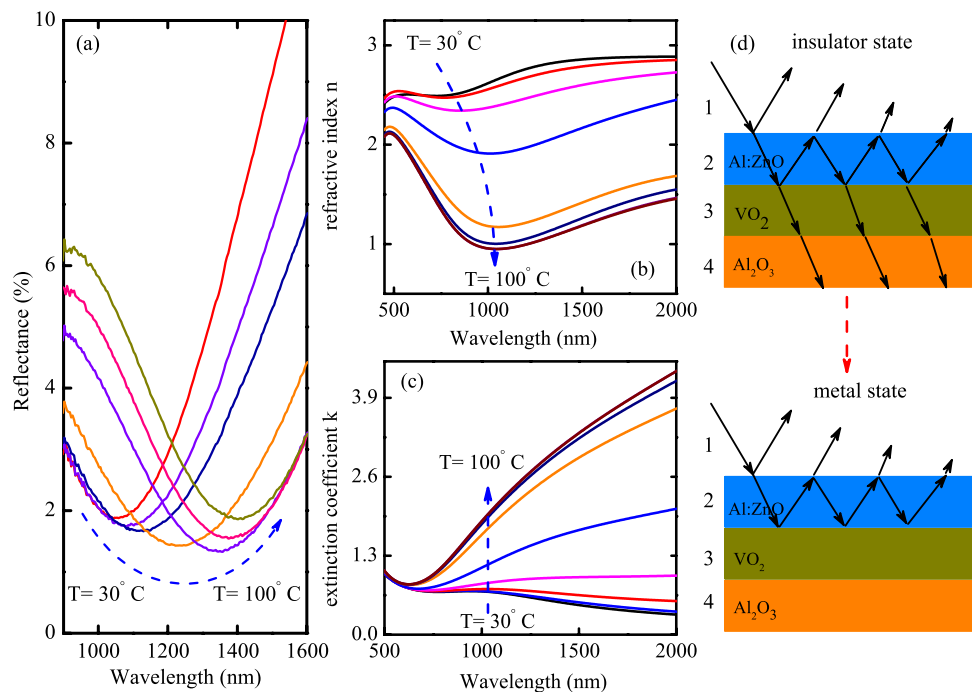 (a)
10
8
6
4
2
0
Reflectance (%)
T= 30° C
T= 100° C
1000 1200 1400 1600
Wavelength (nm)
3
2
1
refractive index n
T= 30° C
T= 100° C
(b)
500 1000 1500 2000
Wavelength (nm)
(c)
3.9
2.6
1.3
0.0
extinction coefficient k
T= 100° C
T= 30° C
500 1000 1500 2000
Wavelength (nm)
(d)
insulator state
1
2 Al:ZnO
3 VO₂
4 Al₂O₃
metal state
1
2 Al:ZnO
3 VO₂
4 Al₂O₃